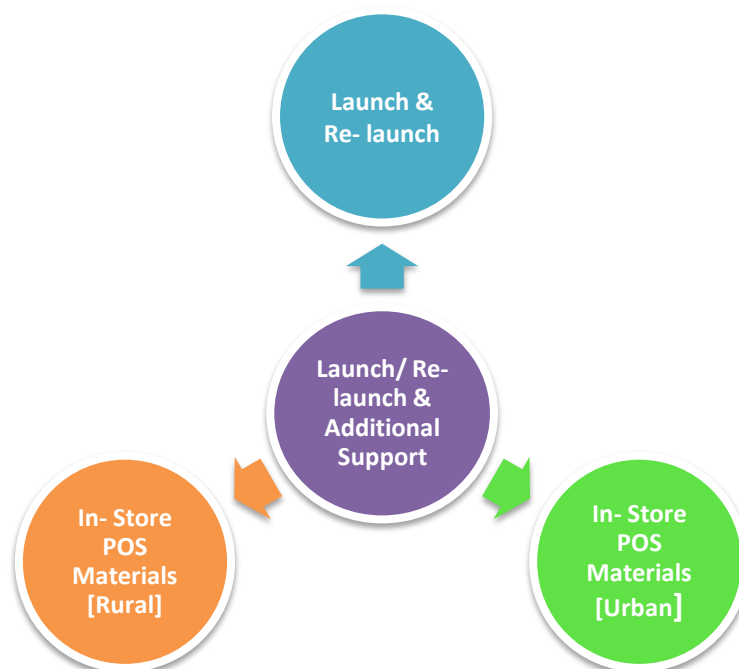 Launch &
Re- launch
Launch/ Re-
launch &
Additional
Support
In- Store
POS
Materials
[Rural]
In- Store
POS
Materials
[Urban]